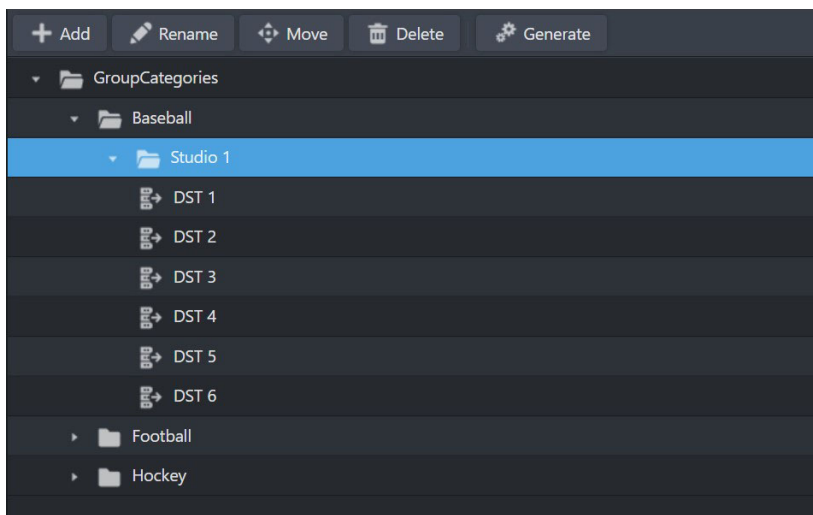 Add Rename Move Delete Generate
GroupCategories
Baseball
Studio 1
DST 1
DST 2
DST 3
DST 4
DST 5
DST 6
Football
Hockey